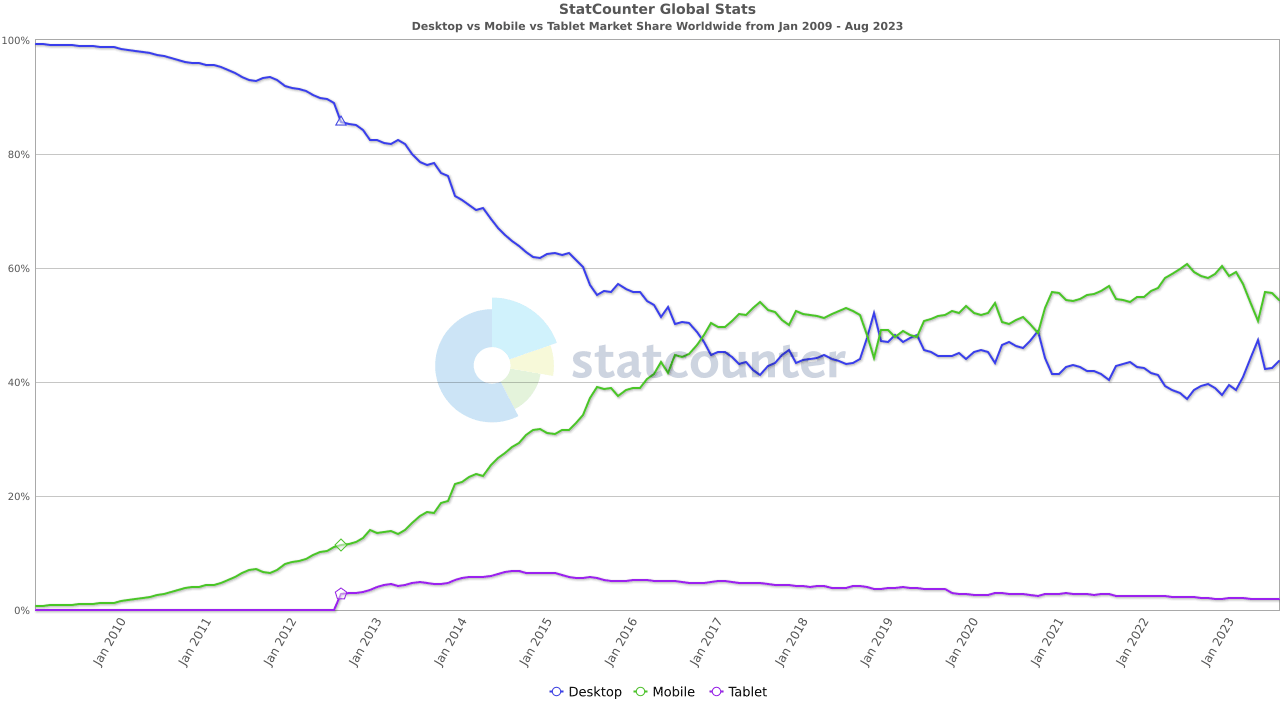 StatCounter Global Stats
Desktop vs Mobile vs Tablet Market Share Worldwide from Jan 2009 - Aug 2023
100%
80%
60%
statcounter
40%
20%
0%
Jan 2010 Jan 2011 Jan 2012 Jan 2013 Jan 2014 Jan 2015 Jan 2016 Jan 2017 Jan 2018 Jan 2019 Jan 2020 Jan 2021 Jan 2022 Jan 2023
Desktop Mobile Tablet